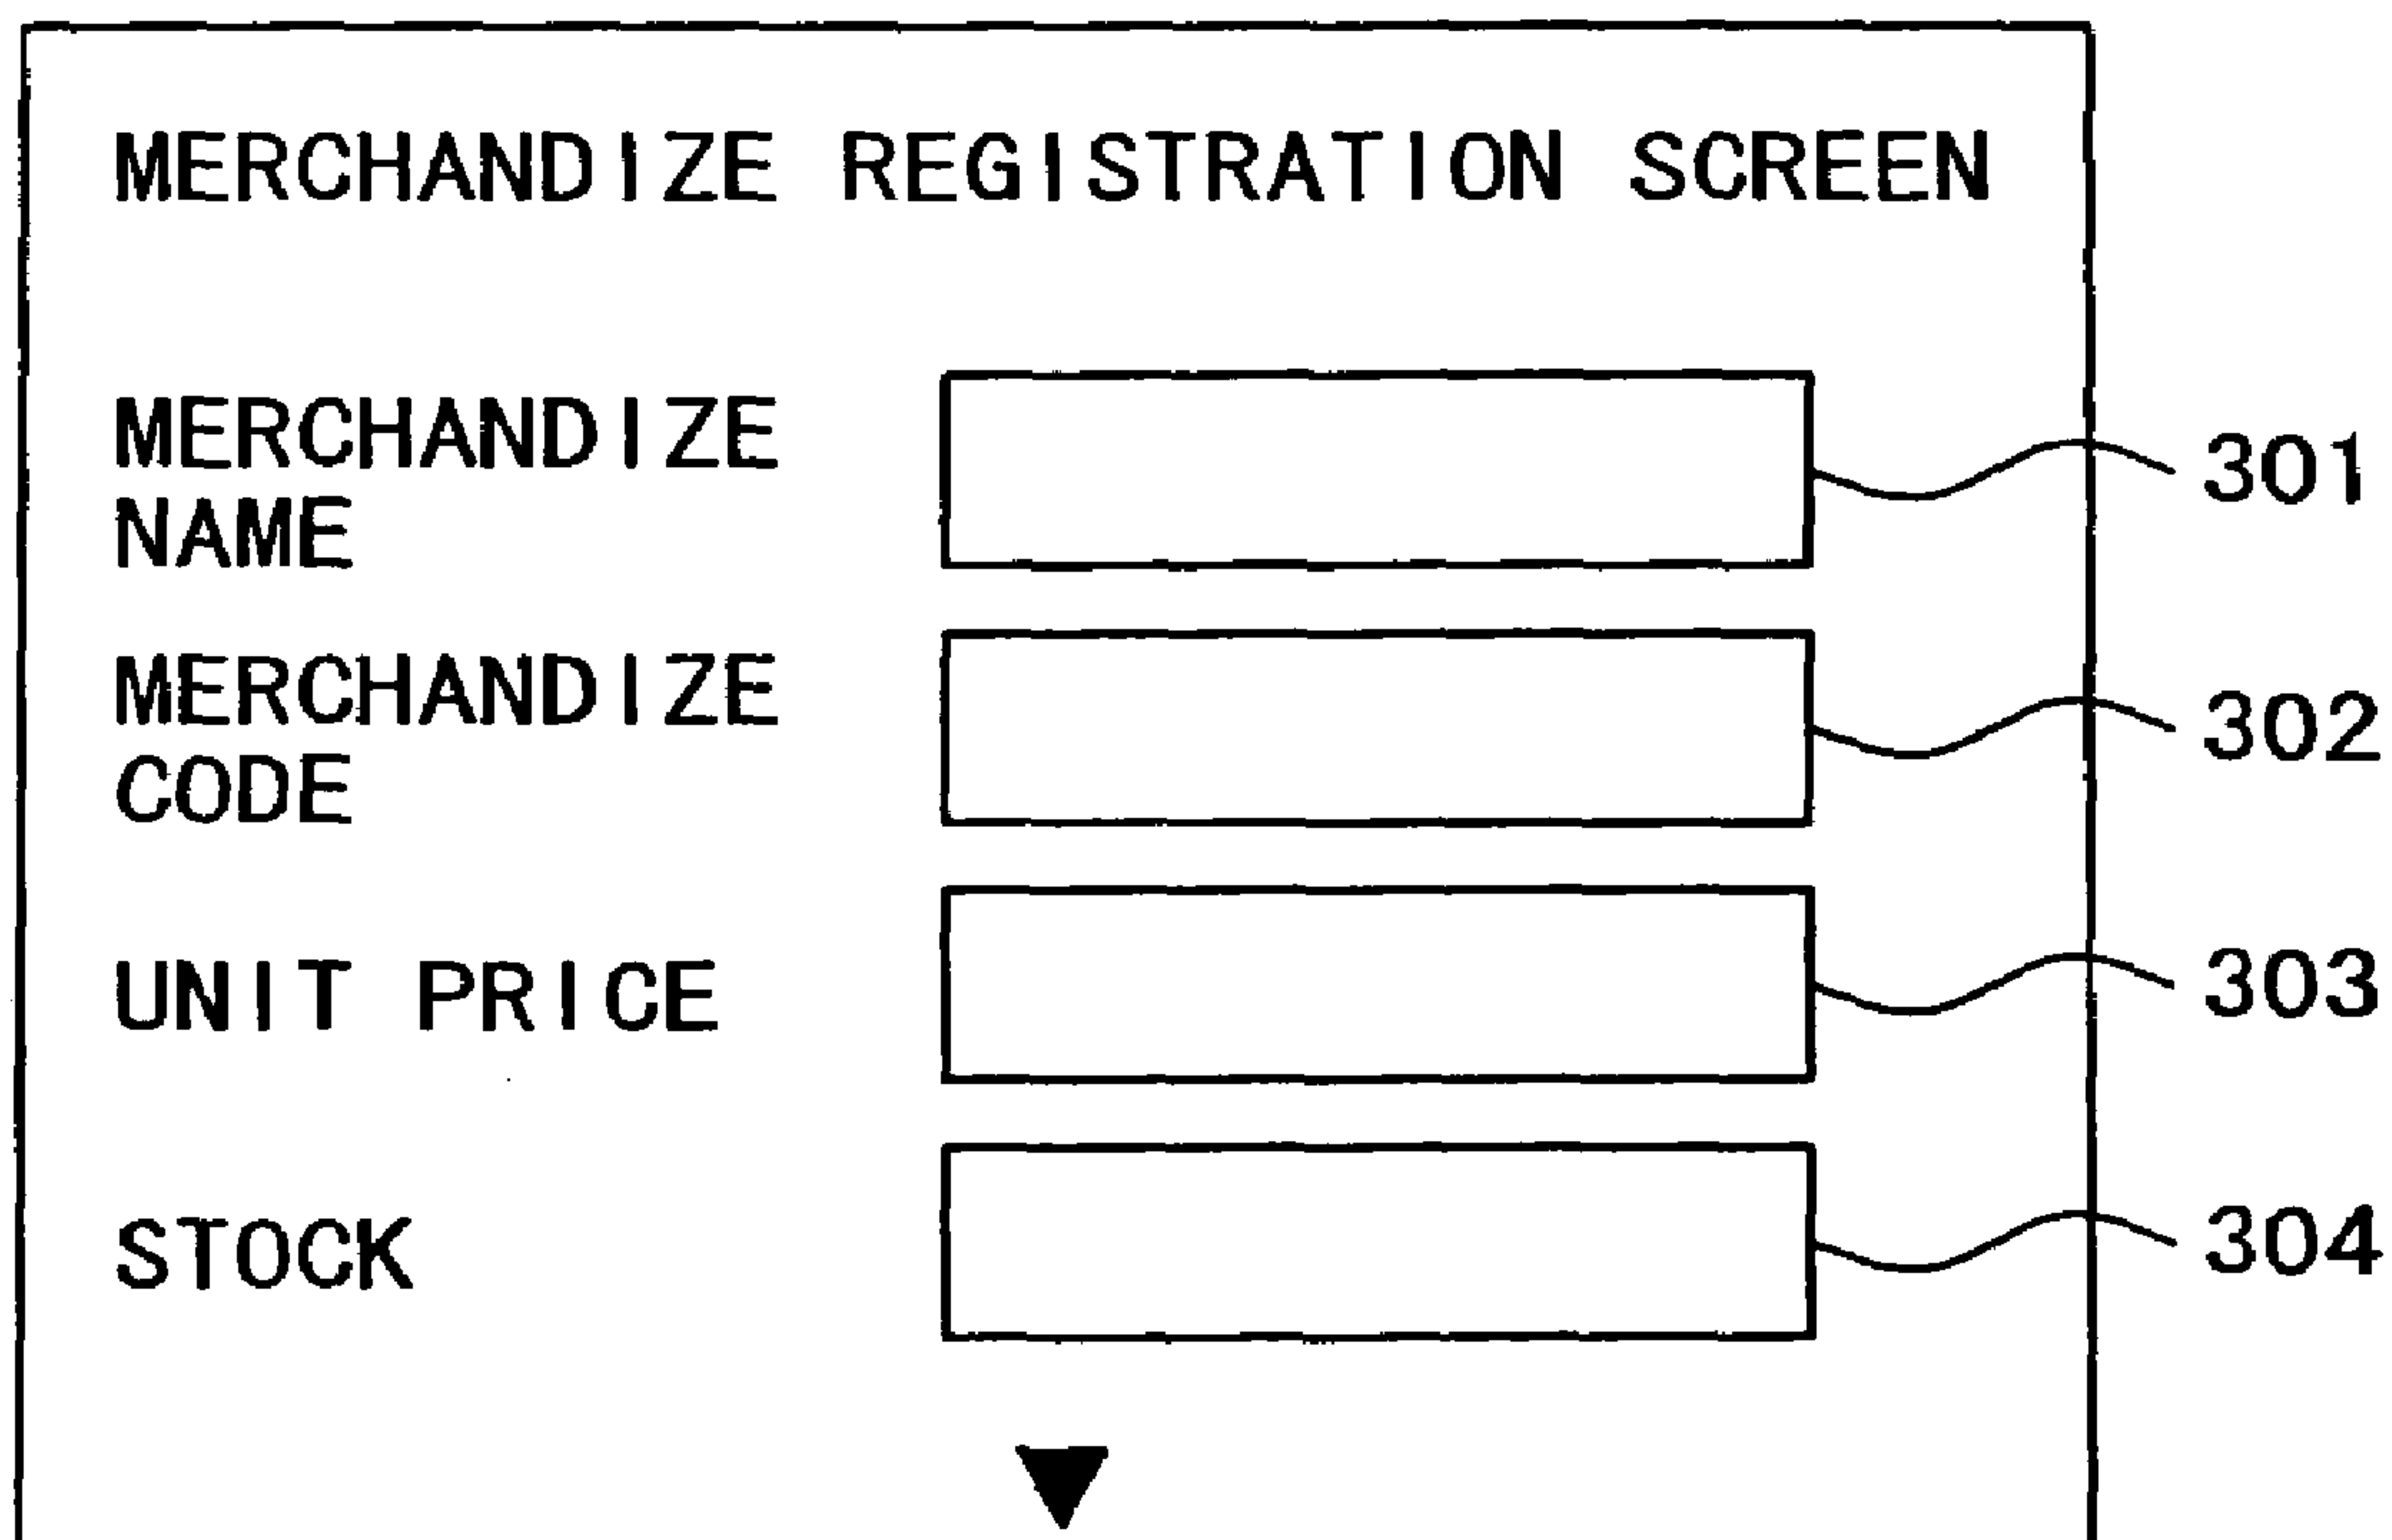 MERCHANDIZE REGISTRATION SCREEN
MERCHANDIZE
NAME
301
MERCHANDIZE
CODE
302
UNIT PRICE
303
STOCK
304